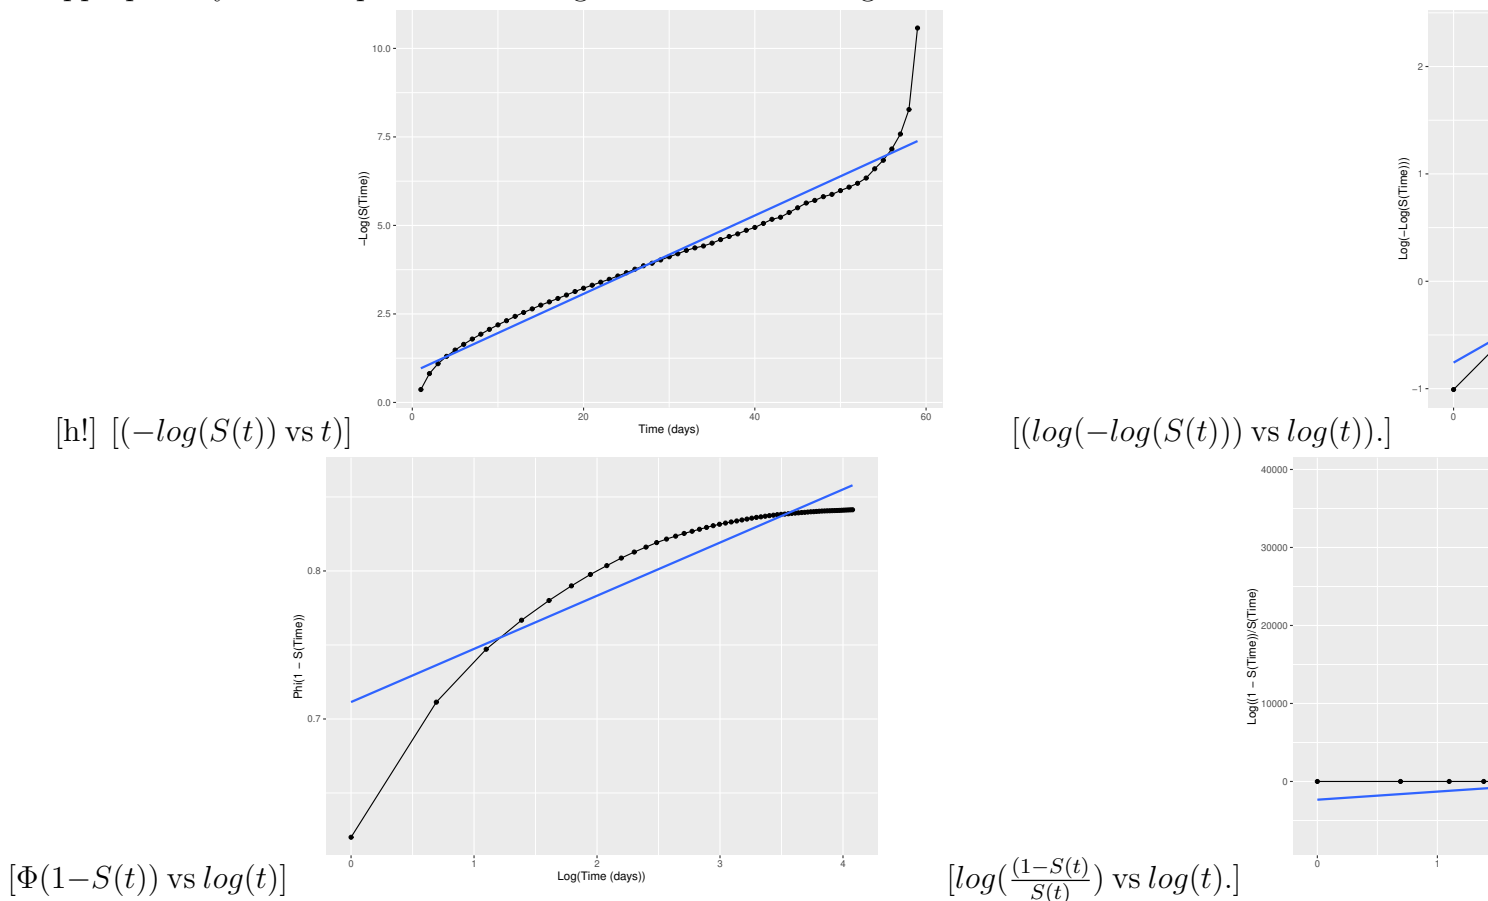 10.0
7.5
5.0
2.5
0.0
−Log(S(Time))
0 20 40 60
Time (days)
2
1
0
−1
Log(−Log(S(Time)))
0
[h!] [(−log(S(t)) vs t)]
[(log(−log(S(t))) vs log(t)).]
0.8
0.7
Phi(1 − S(Time))
0 1 2 3 4
Log(Time (days))
40000
30000
20000
10000
0
Log((1 − S(Time))/S(Time)
0 1
[Φ(1−S(t)) vs log(t)]
[log(\frac{(1−S(t)}{S(t)}) vs log(t).]